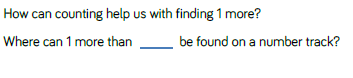 How can counting help us with finding 1 more?
Where can 1 more than _____ be found on a number track?